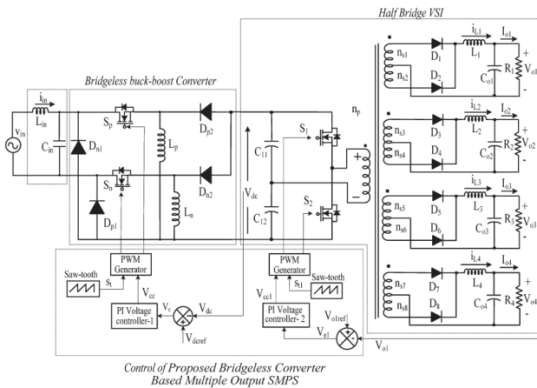 Half Bridge VSI
Bridgeless buck-boost Converter
i_in
L_in
v_in
C_in
D_n1
S_p
S_n
D_p1
L_p
L_n
D_p2
D_n2
V_dc
C_11
C_12
S_1
S_2
n_p
n_s1
n_s2
D_1
D_2
i_L1
L_1
I_o1
C_o1
R_1
V_o1
n_s3
n_s4
D_3
D_4
i_L2
L_2
I_o2
C_o2
R_2
V_o2
n_s5
n_s6
D_5
D_6
i_L3
L_3
I_o3
C_o3
R_3
V_o3
n_s7
n_s8
D_7
D_8
i_L4
L_4
I_o4
C_o4
R_4
V_o4
PWM
Generator
Saw-tooth
s_t
V_cc
PI Voltage
controller-1
V_e
V_dc
V_dcref
PWM
Generator
Saw-tooth
s_t1
V_cc1
PI Voltage
controller- 2
V_e1
V_o1ref
V_o1
Control of Proposed Bridgeless Converter
Based Multiple Output SMPS